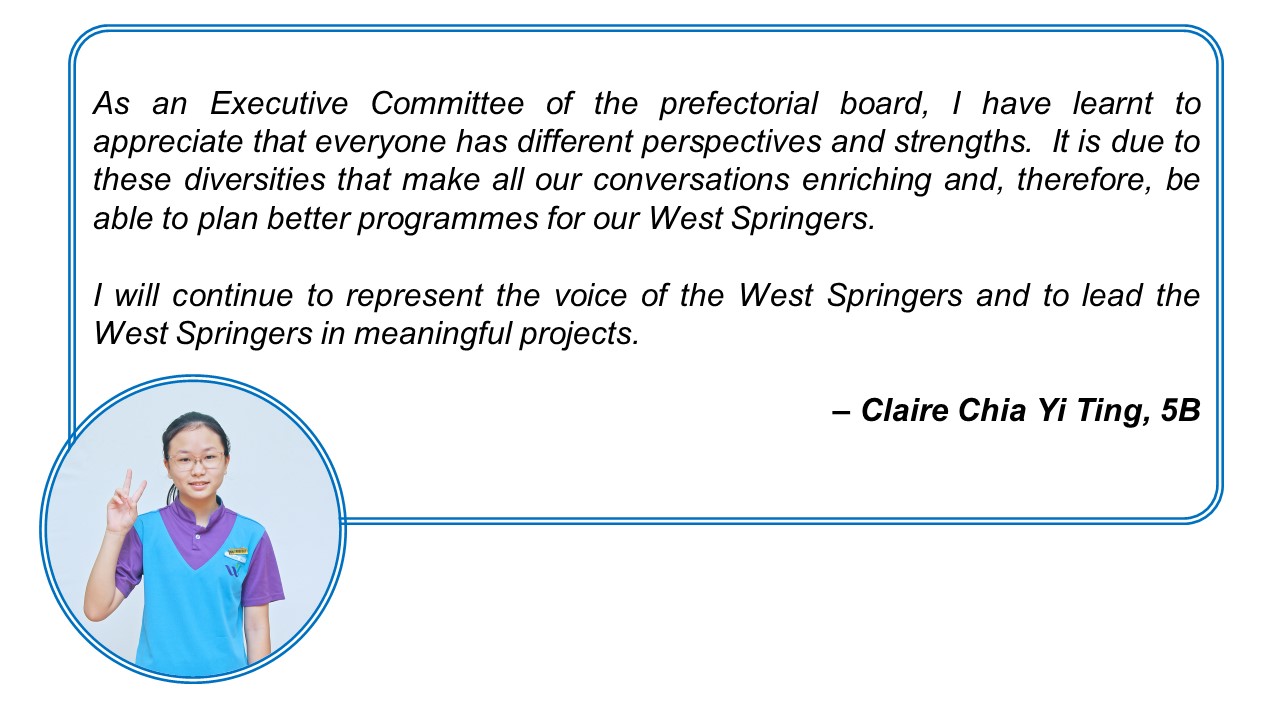 As an Executive Committee of the prefectorial board, I have learnt to
appreciate that everyone has different perspectives and strengths.  It is due to
these diversities that make all our conversations enriching and, therefore, be
able to plan better programmes for our West Springers.
I will continue to represent the voice of the West Springers and to lead the
West Springers in meaningful projects.
– Claire Chia Yi Ting, 5B